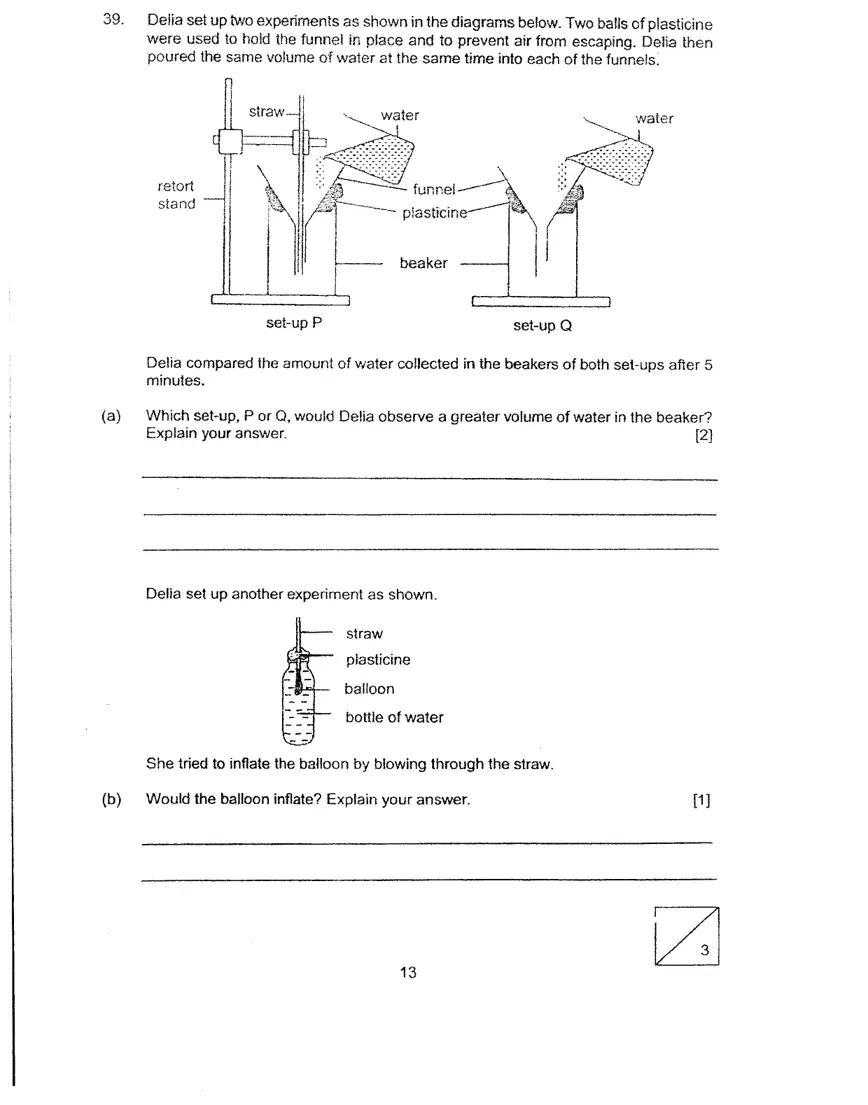 39. Delia set up two experiments as shown in the diagrams below. Two balls of plasticine
were used to hold the funnel in place and to prevent air from escaping. Delia then
poured the same volume of water at the same time into each of the funnels.
straw
water
water
retort
stand
funnel
plasticine
beaker
set-up P
set-up Q
Delia compared the amount of water collected in the beakers of both set-ups after 5
minutes.
(a) Which set-up, P or Q, would Delia observe a greater volume of water in the beaker?
Explain your answer. [2]
Delia set up another experiment as shown.
straw
plasticine
balloon
bottle of water
She tried to inflate the balloon by blowing through the straw.
(b) Would the balloon inflate? Explain your answer. [1]
3
13